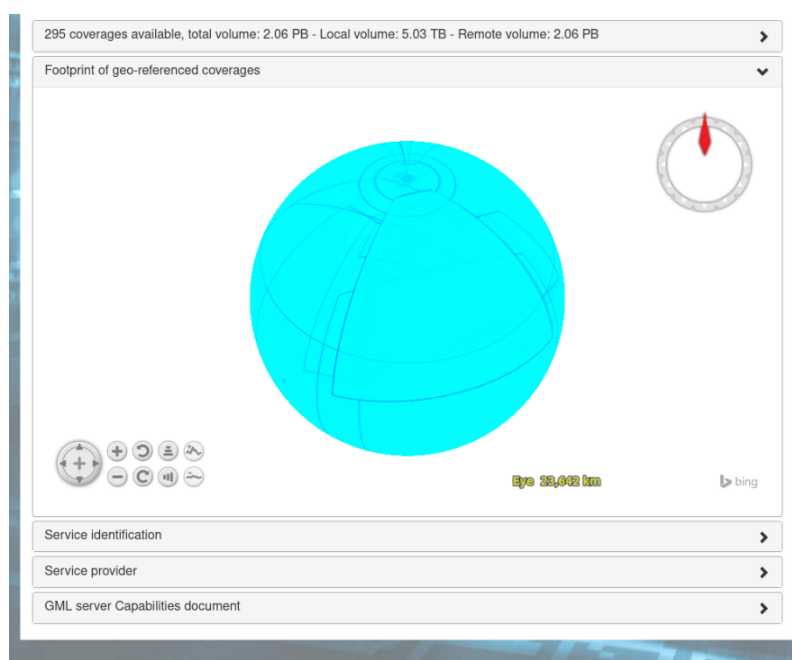 295 coverages available, total volume: 2.06 PB - Local volume: 5.03 TB - Remote volume: 2.06 PB
Footprint of geo-referenced coverages
Eye 23,642 km
bing
Service identification
Service provider
GML server Capabilities document